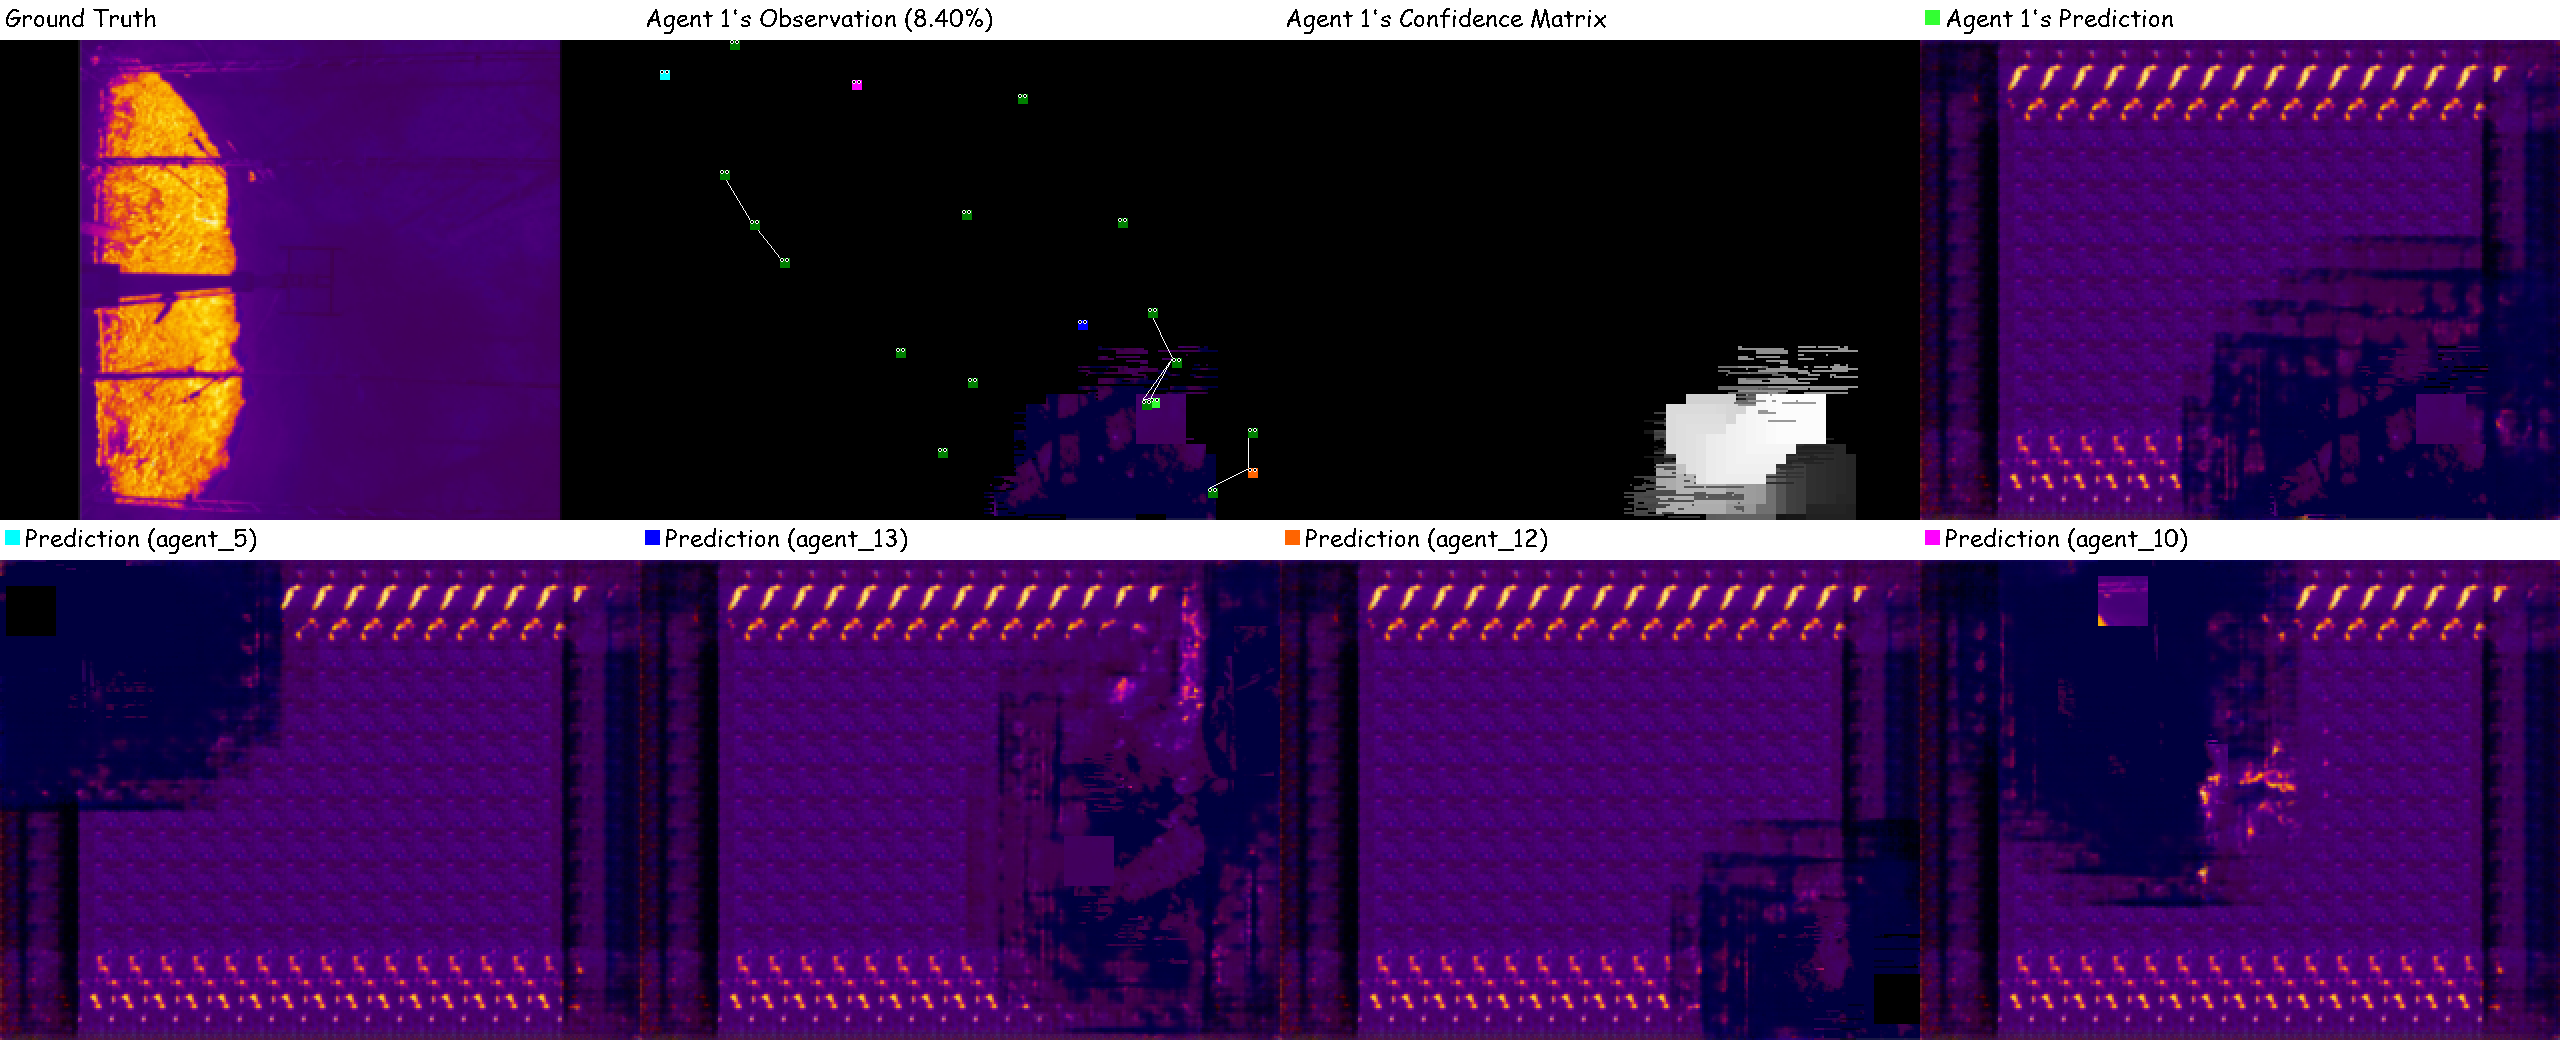 Ground Truth
Agent 1's Observation (8.40%)
Agent 1's Confidence Matrix
Agent 1's Prediction
Prediction (agent_5)
Prediction (agent_13)
Prediction (agent_12)
Prediction (agent_10)